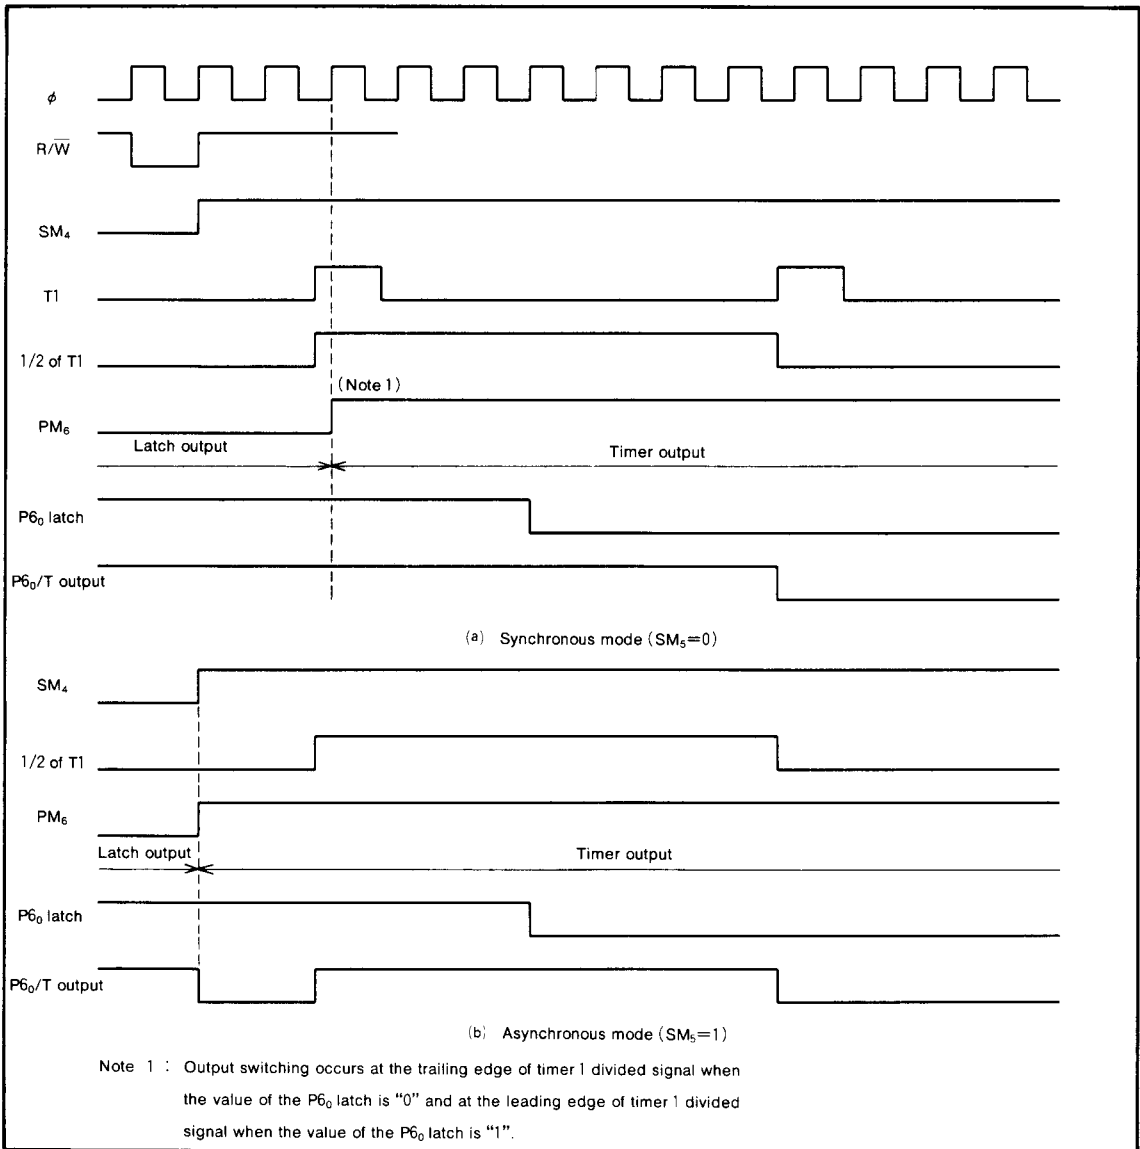 ϕ
R/W̅
SM₄
T1
1/2 of T1
(Note 1)
PM₆
Latch output
Timer output
P6₀ latch
P6₀/T output
(a) Synchronous mode (SM₅=0)
SM₄
1/2 of T1
PM₆
Latch output
Timer output
P6₀ latch
P6₀/T output
(b) Asynchronous mode (SM₅=1)
Note 1 : Output switching occurs at the trailing edge of timer 1 divided signal when
the value of the P6₀ latch is “0” and at the leading edge of timer 1 divided
signal when the value of the P6₀ latch is “1”.